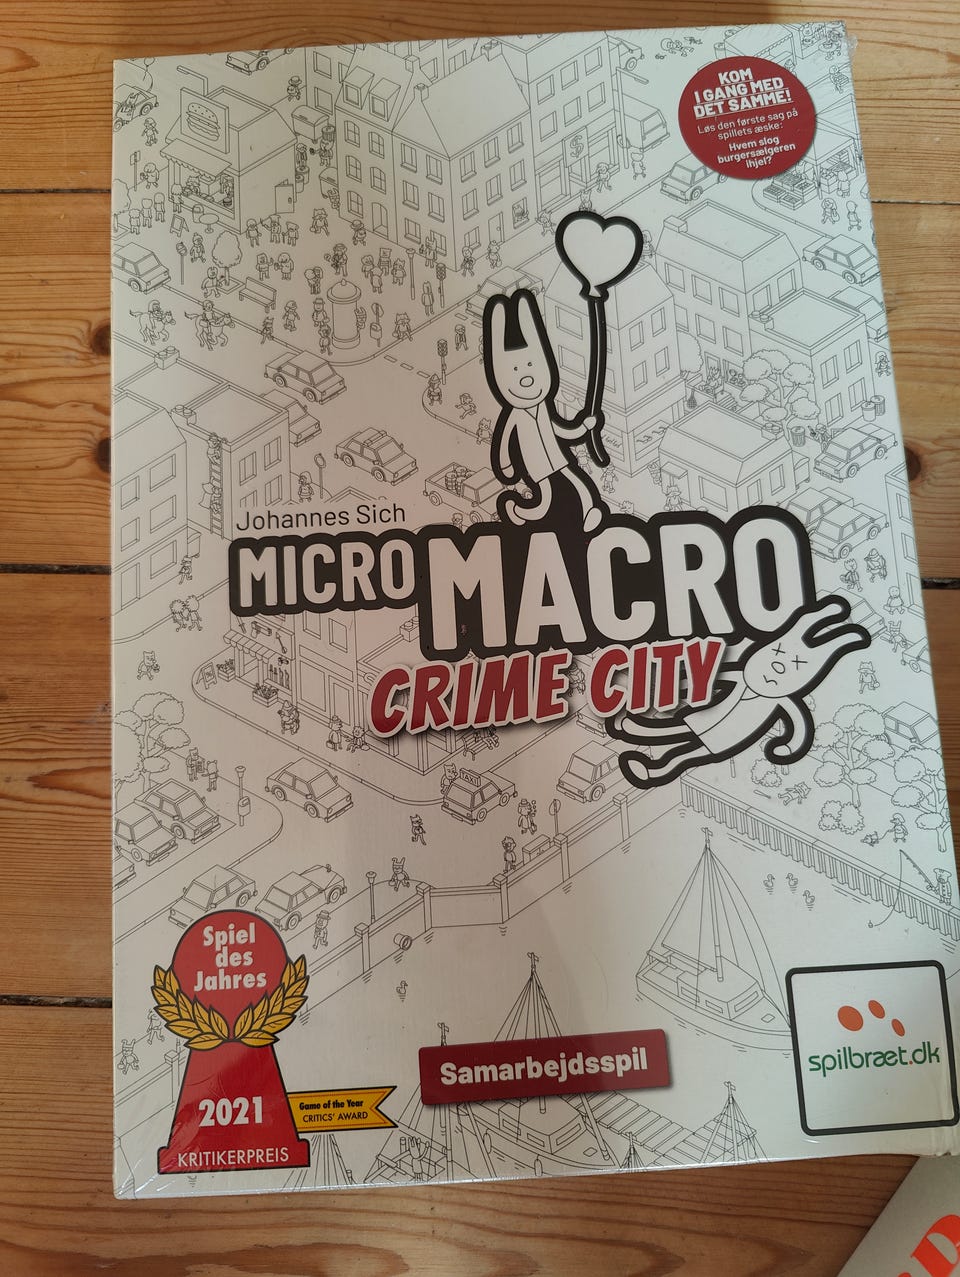 KOM
I GANG MED
DET SAMME!
Løs den første sag på
spillets æske:
Hvem slog
burgersælgeren
ihjel?
Johannes Sich
MICRO MACRO
CRIME CITY
TAXI
Spiel
des
Jahres
2021
KRITIKERPREIS
Game of the Year
CRITICS' AWARD
Samarbejdsspil
spilbræt.dk